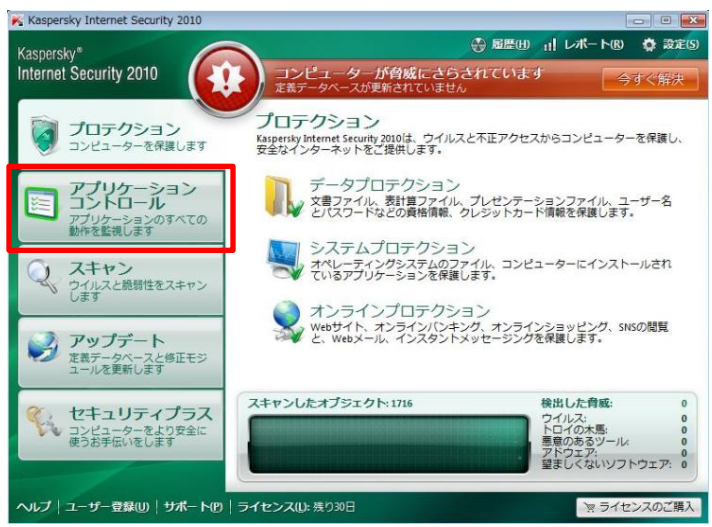 Kaspersky Internet Security 2010
Kaspersky®
Internet Security 2010
履歴(H) レポート(R) 設定(S)
コンピューターが脅威にさらされています
定義データベースが更新されていません
今すぐ解決
プロテクション
コンピューターを保護します
アプリケーション
コントロール
アプリケーションのすべての
動作を監視します
スキャン
ウイルスと脆弱性をスキャン
します
アップデート
定義データベースと修正モジ
ュールを更新します
セキュリティプラス
コンピューターをより安全に
使うお手伝いをします
プロテクション
Kaspersky Internet Security 2010は、ウイルスと不正アクセスからコンピューターを保護し、
安全なインターネットをご提供します。
データプロテクション
文書ファイル、表計算ファイル、プレゼンテーションファイル、ユーザー名
とパスワードなどの資格情報、クレジットカード情報を保護します。
システムプロテクション
オペレーティングシステムのファイル、コンピューターにインストールされ
ているアプリケーションを保護します。
オンラインプロテクション
Webサイト、オンラインバンキング、オンラインショッピング、SNSの閲覧
と、Webメール、インスタントメッセージングを保護します。
スキャンしたオブジェクト: 1716
検出した脅威: 0
ウイルス: 0
トロイの木馬: 0
悪意のあるツール: 0
アドウェア: 0
望ましくないソフトウェア: 0
ヘルプ | ユーザー登録(U) | サポート(P) | ライセンス(L): 残り30日
ライセンスのご購入